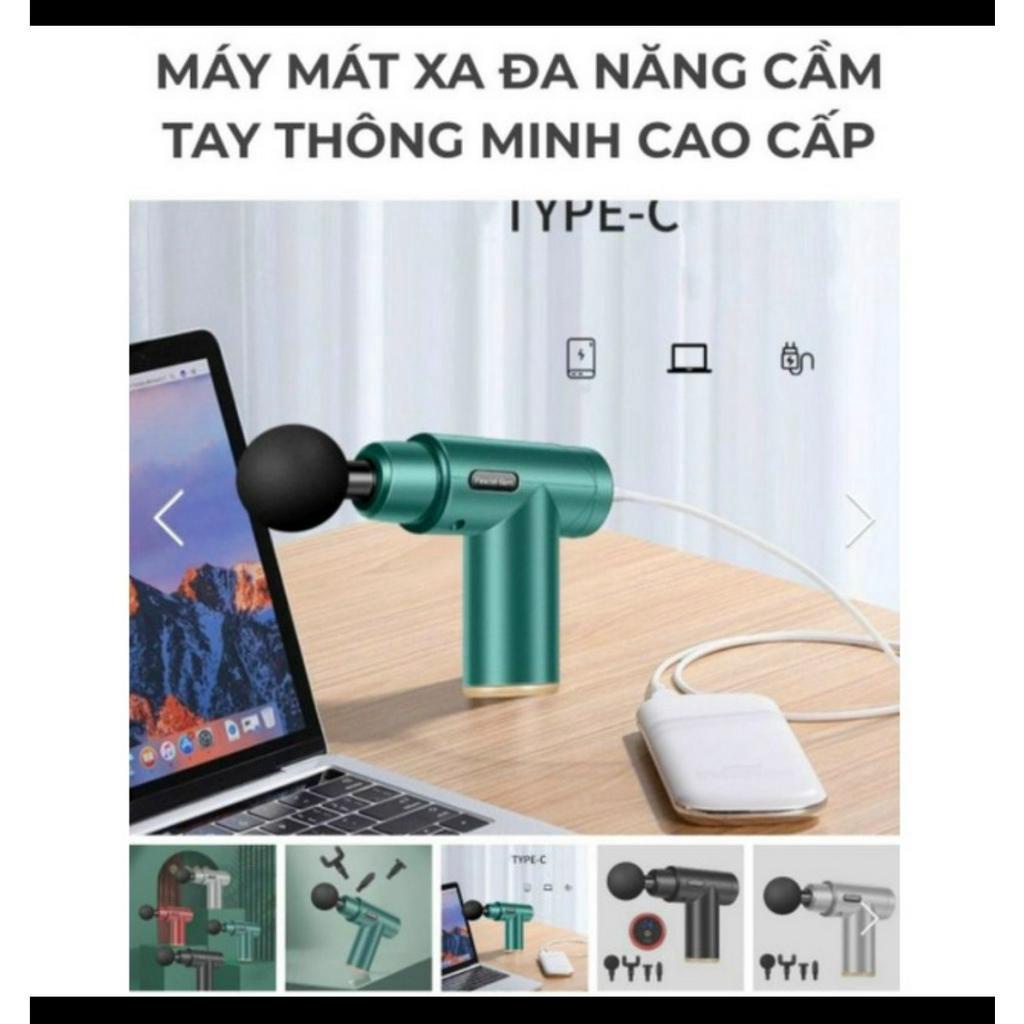 MÁY MÁT XA ĐA NĂNG CẦM
TAY THÔNG MINH CAO CẤP
TYPE-C
TYPE-C